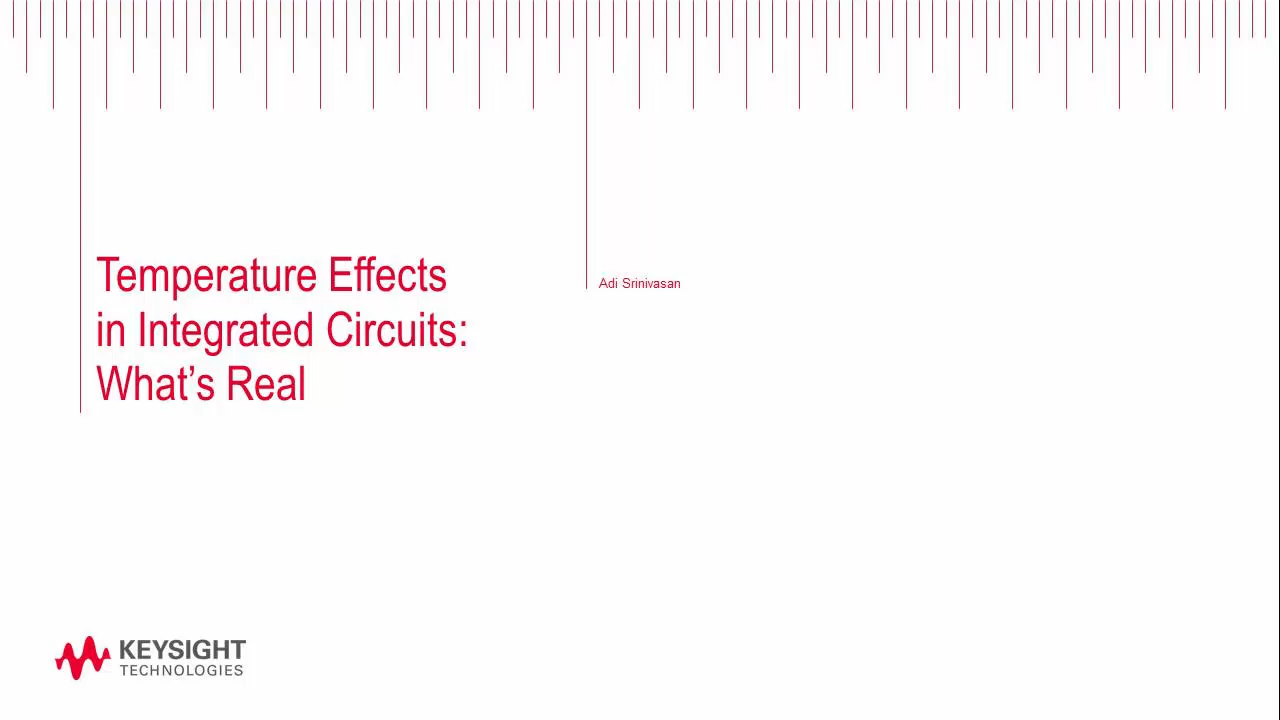 Temperature Effects
in Integrated Circuits:
What's Real
Adi Srinivasan
KEYSIGHT
TECHNOLOGIES